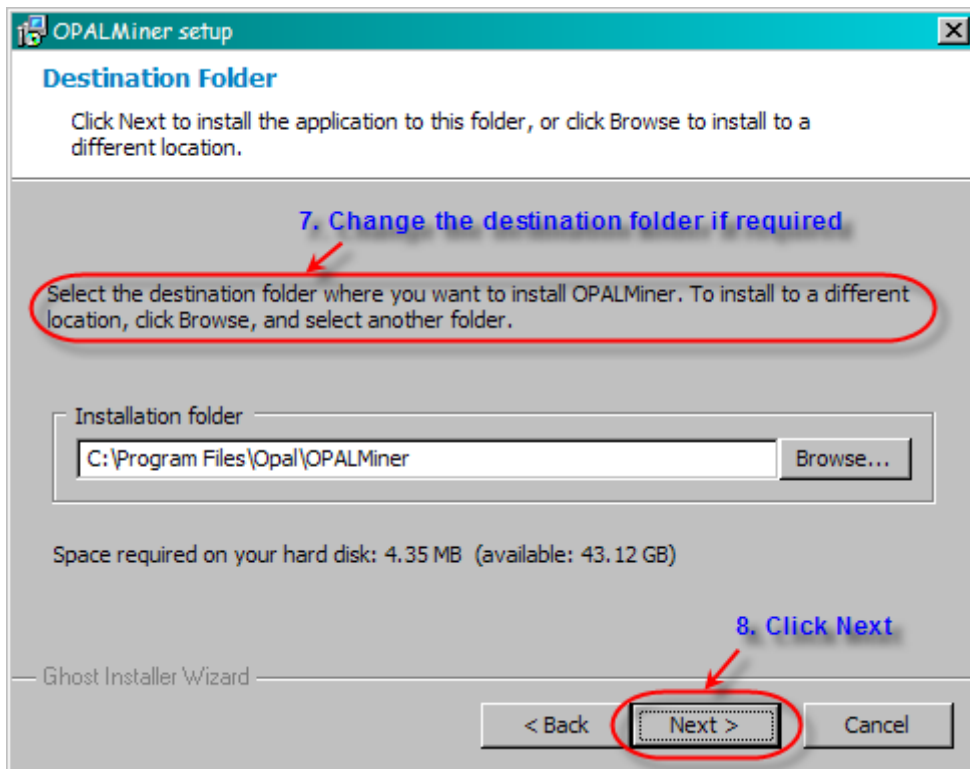 OPALMiner setup
Destination Folder
Click Next to install the application to this folder, or click Browse to install to a
different location.
7. Change the destination folder if required
Select the destination folder where you want to install OPALMiner. To install to a different
location, click Browse, and select another folder.
Installation folder
C:\Program Files\Opal\OPALMiner
Browse...
Space required on your hard disk: 4.35 MB (available: 43.12 GB)
8. Click Next
Ghost Installer Wizard
< Back Next > Cancel